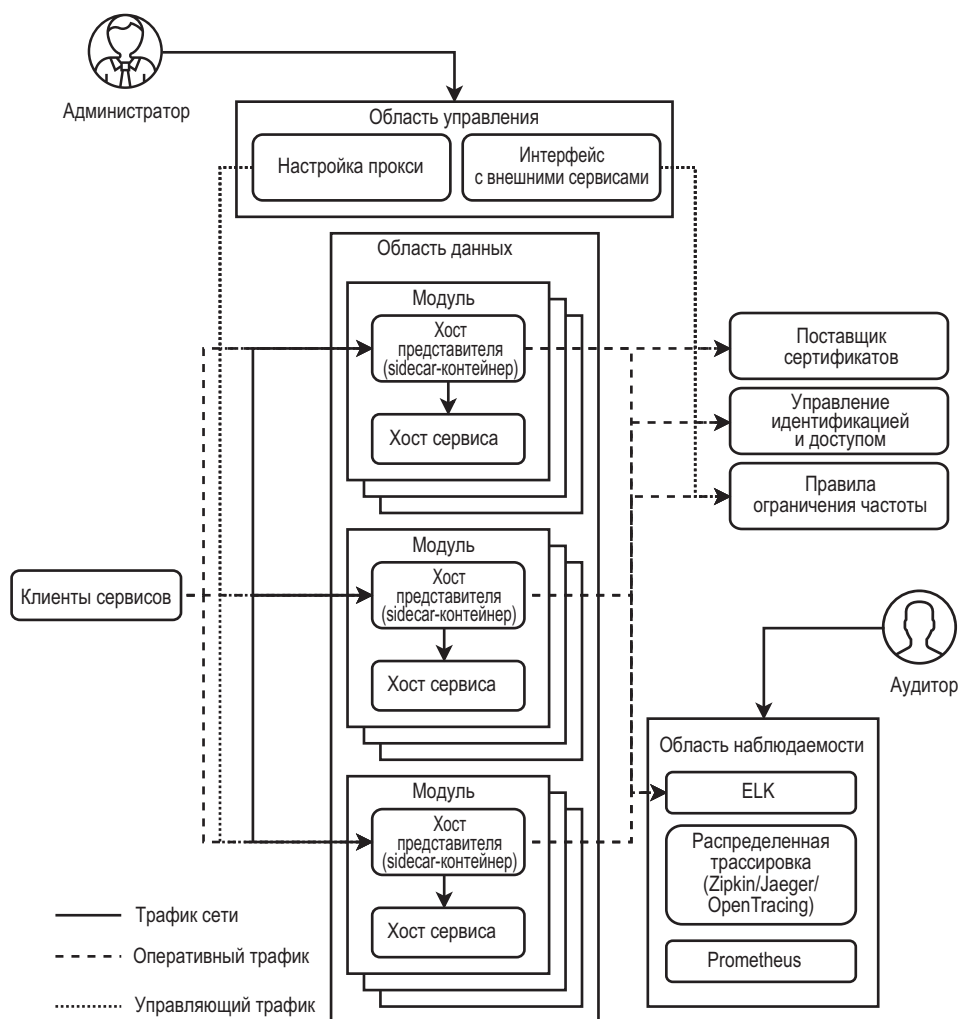 Администратор
Область управления
Настройка прокси
Интерфейс
с внешними сервисами
Область данных
Модуль
Хост
представителя
(sidecar-контейнер)
Хост сервиса
Поставщик
сертификатов
Управление
идентификацией
и доступом
Правила
ограничения частоты
Модуль
Хост
представителя
(sidecar-контейнер)
Хост сервиса
Клиенты сервисов
Аудитор
Область наблюдаемости
ELK
Распределенная
трассировка
(Zipkin/Jaeger/
OpenTracing)
Prometheus
Модуль
Хост
представителя
(sidecar-контейнер)
Хост сервиса
Трафик сети
Оперативный трафик
Управляющий трафик